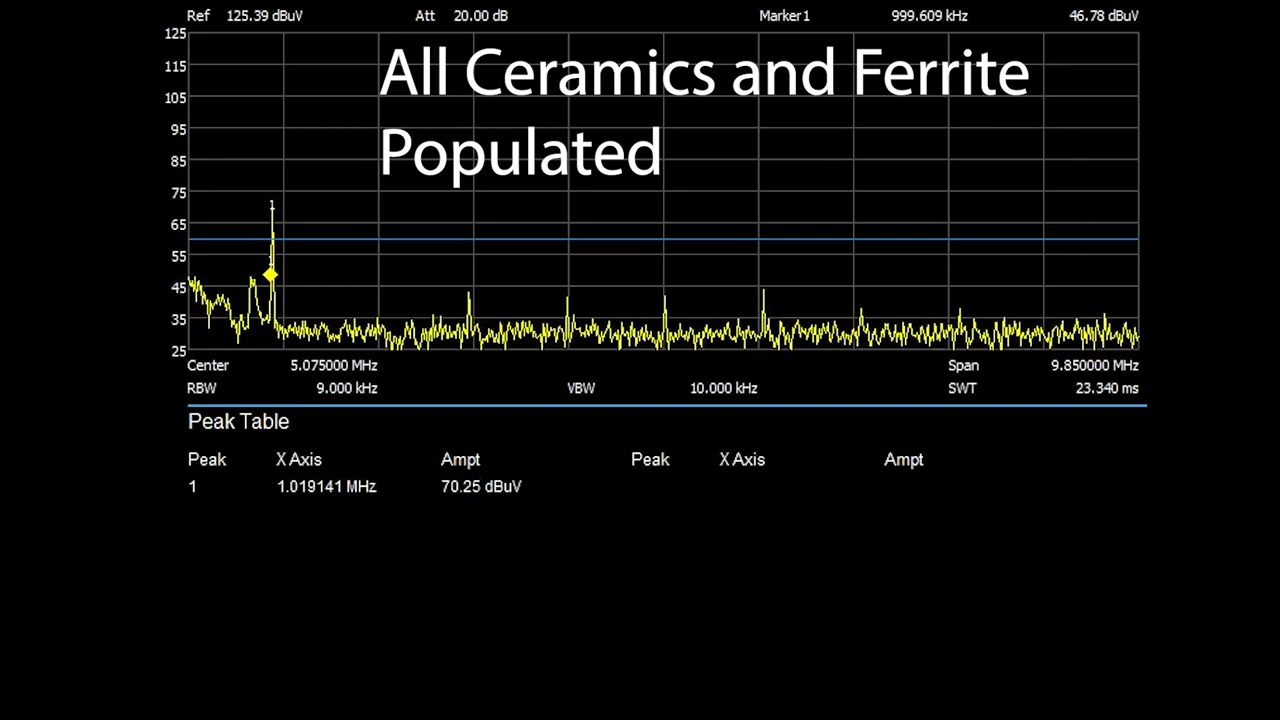 Ref 125.39 dBuV Att 20.00 dB Marker1 999.609 kHz 46.78 dBuV
125
115
105
95
85
75
65
55
45
35
25
All Ceramics and Ferrite
Populated
1
1
Center 5.075000 MHz Span 9.850000 MHz
RBW 9.000 kHz VBW 10.000 kHz SWT 23.340 ms
Peak Table
Peak X Axis Ampt Peak X Axis Ampt
1 1.019141 MHz 70.25 dBuV